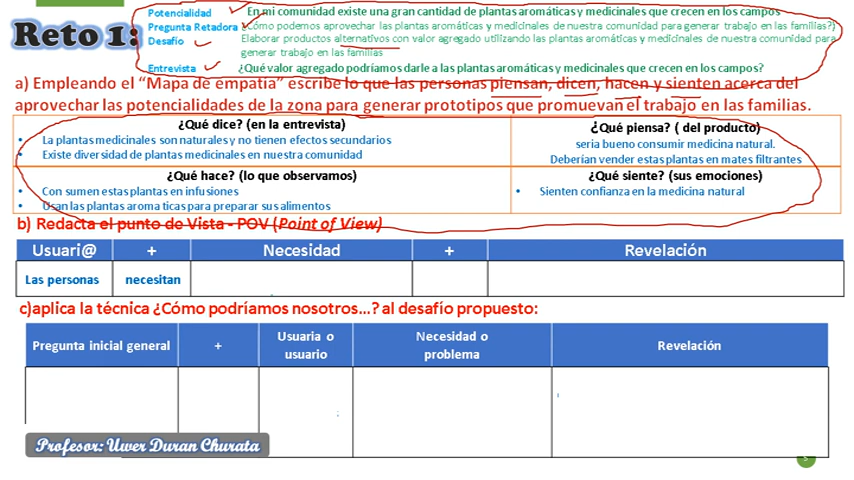 Reto 1:
Potencialidad En mi comunidad existe una gran cantidad de plantas aromáticas y medicinales que crecen en los campos
Pregunta Retadora (¿Cómo podemos aprovechar las plantas aromáticas y medicinales de nuestra comunidad para generar trabajo en las familias?)
Desafío Elaborar productos alternativos con valor agregado utilizando las plantas aromáticas y medicinales de nuestra comunidad para
generar trabajo en las familias
Entrevista ¿Qué valor agregado podríamos darle a las plantas aromáticas y medicinales que crecen en los campos?
a) Empleando el “Mapa de empatía” escribe lo que las personas piensan, dicen, hacen y sienten acerca del
aprovechar las potencialidades de la zona para generar prototipos que promuevan el trabajo en las familias.
¿Qué dice? (en la entrevista)
• La plantas medicinales son naturales y no tienen efectos secundarios
• Existe diversidad de plantas medicinales en nuestra comunidad
¿Qué piensa? ( del producto)
seria bueno consumir medicina natural.
Deberían vender estas plantas en mates filtrantes
¿Qué hace? (lo que observamos)
• Con sumen estas plantas en infusiones
• Usan las plantas aroma ticas para preparar sus alimentos
¿Qué siente? (sus emociones)
• Sienten confianza en la medicina natural
b) Redacta el punto de Vista - POV (Point of View)
Usuari@ + Necesidad + Revelación
Las personas necesitan
c)aplica la técnica ¿Cómo podríamos nosotros...? al desafío propuesto:
Pregunta inicial general + Usuaria o usuario Necesidad o problema Revelación
Profesor: Uwer Duran Churata
5